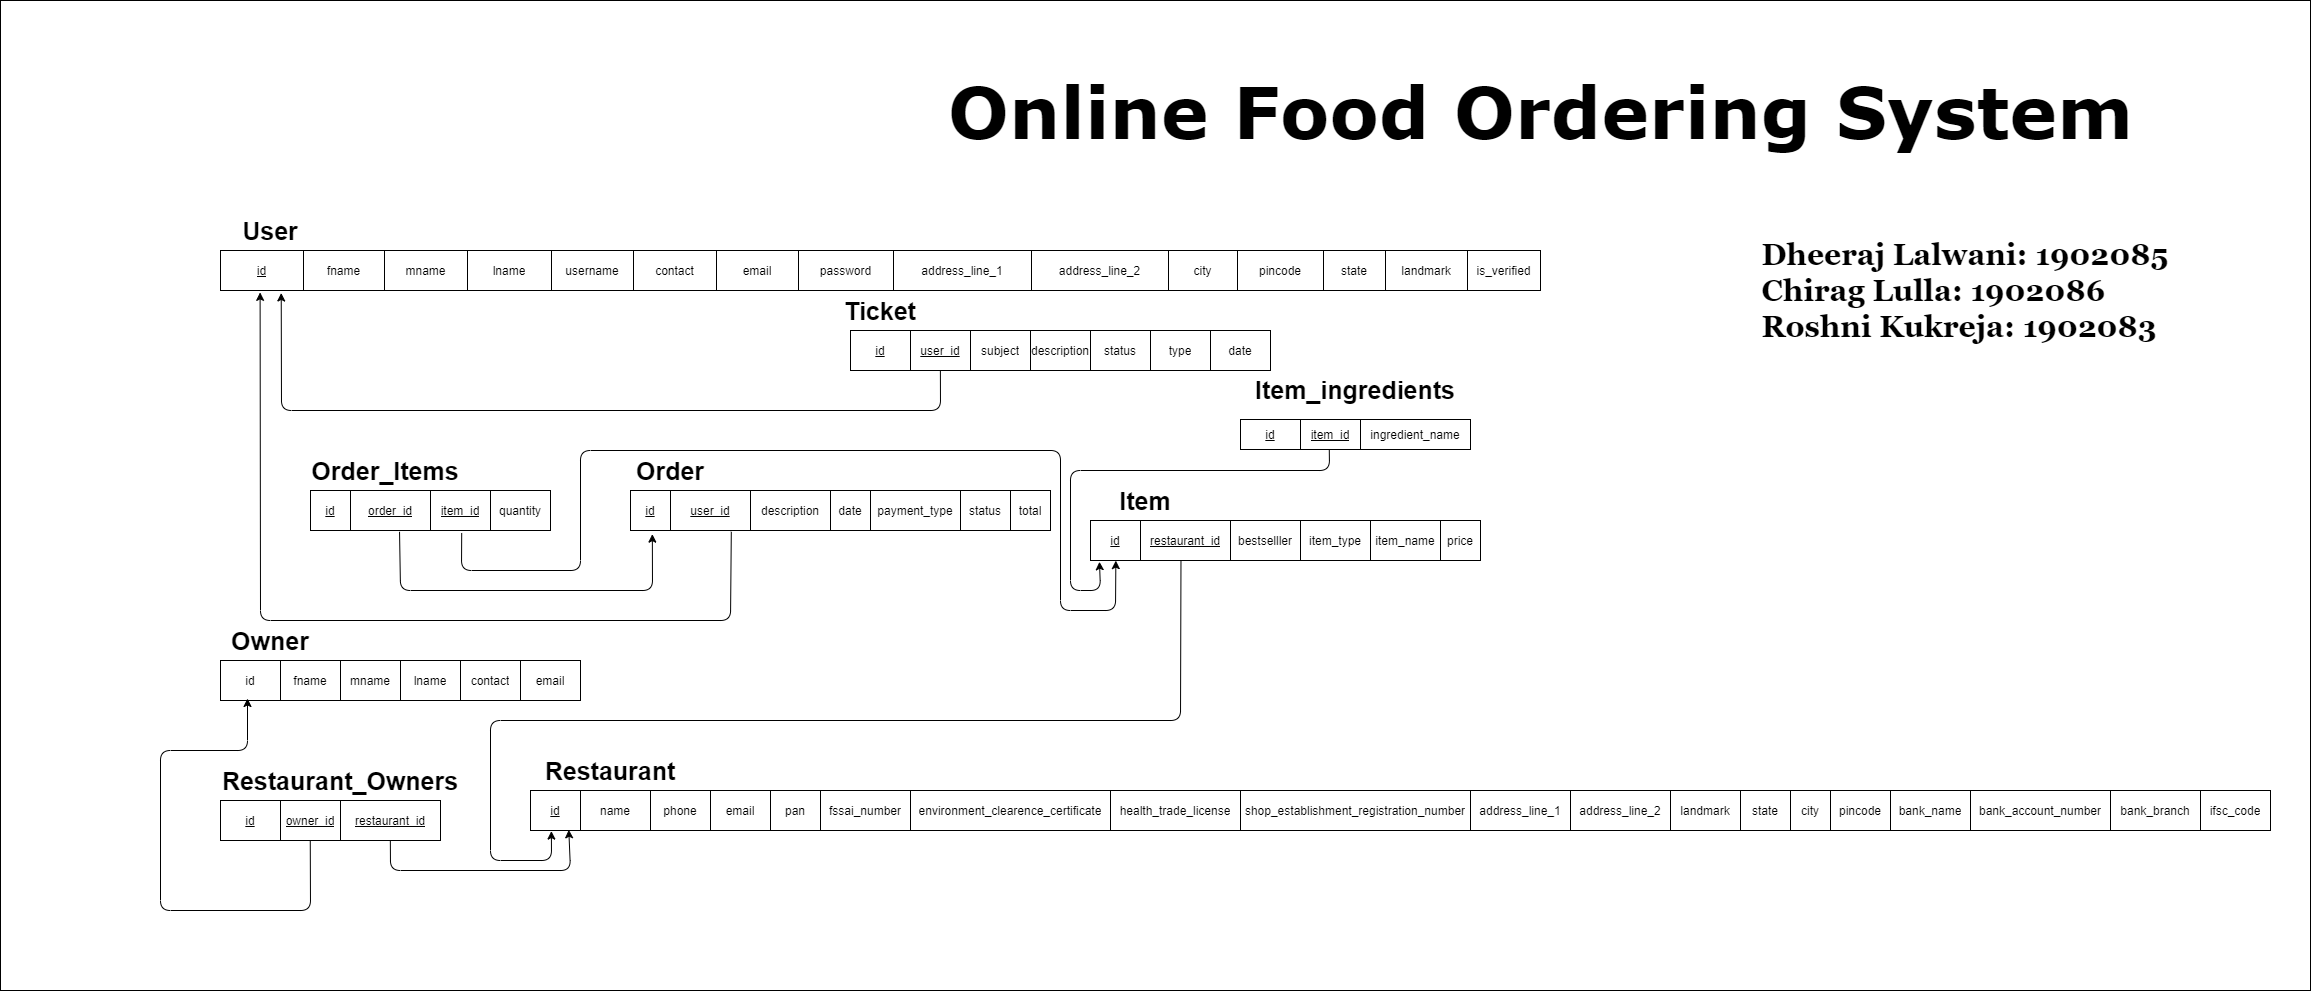 Online Food Ordering System
User
id fname mname lname username contact email password address_line_1 address_line_2 city pincode state landmark is_verified
Dheeraj Lalwani: 1902085
Chirag Lulla: 1902086
Roshni Kukreja: 1902083
Ticket
id user_id subject description status type date
Item_ingredients
id item_id ingredient_name
Order_Items
id order_id item_id quantity
Order
id user_id description date payment_type status total
Item
id restaurant_id bestselller item_type item_name price
Owner
id fname mname lname contact email
Restaurant_Owners
id owner_id restaurant_id
Restaurant
id name phone email pan fssai_number environment_clearence_certificate health_trade_license shop_establishment_registration_number address_line_1 address_line_2 landmark state city pincode bank_name bank_account_number bank_branch ifsc_code